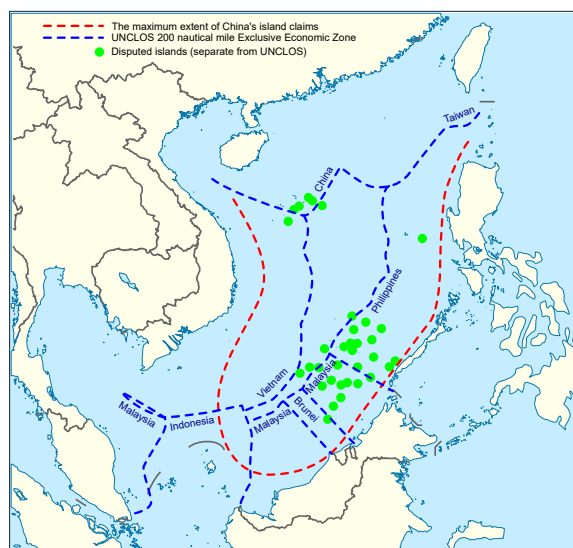 The maximum extent of China's island claims
UNCLOS 200 nautical mile Exclusive Economic Zone
Disputed islands (separate from UNCLOS)
Taiwan
China
Philippines
Vietnam
Malaysia
Malaysia
Indonesia
Malaysia
Brunei